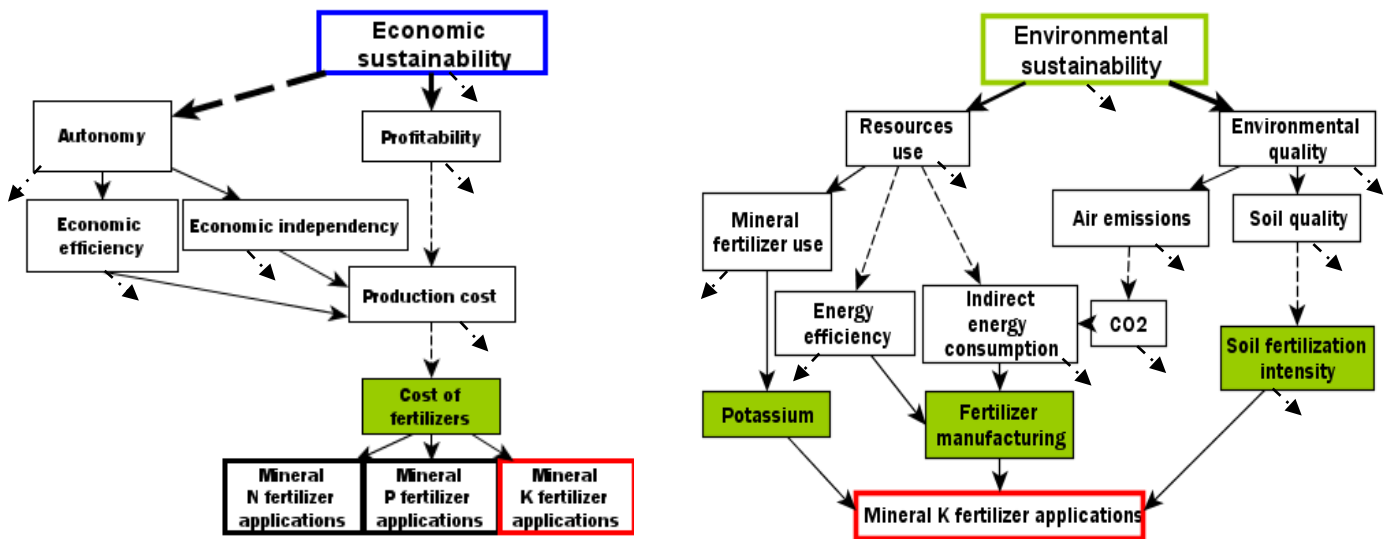 Economic
sustainability
Autonomy
Profitability
Economic
efficiency
Economic independency
Production cost
Cost of
fertilizers
Mineral
N fertilizer
applications
Mineral
P fertilizer
applications
Mineral
K fertilizer
applications
Environmental
sustainability
Resources
use
Environmental
quality
Mineral
fertilizer use
Air emissions
Soil quality
Energy
efficiency
Indirect
energy
consumption
CO2
Soil fertilization
intensity
Potassium
Fertilizer
manufacturing
Mineral K fertilizer applications